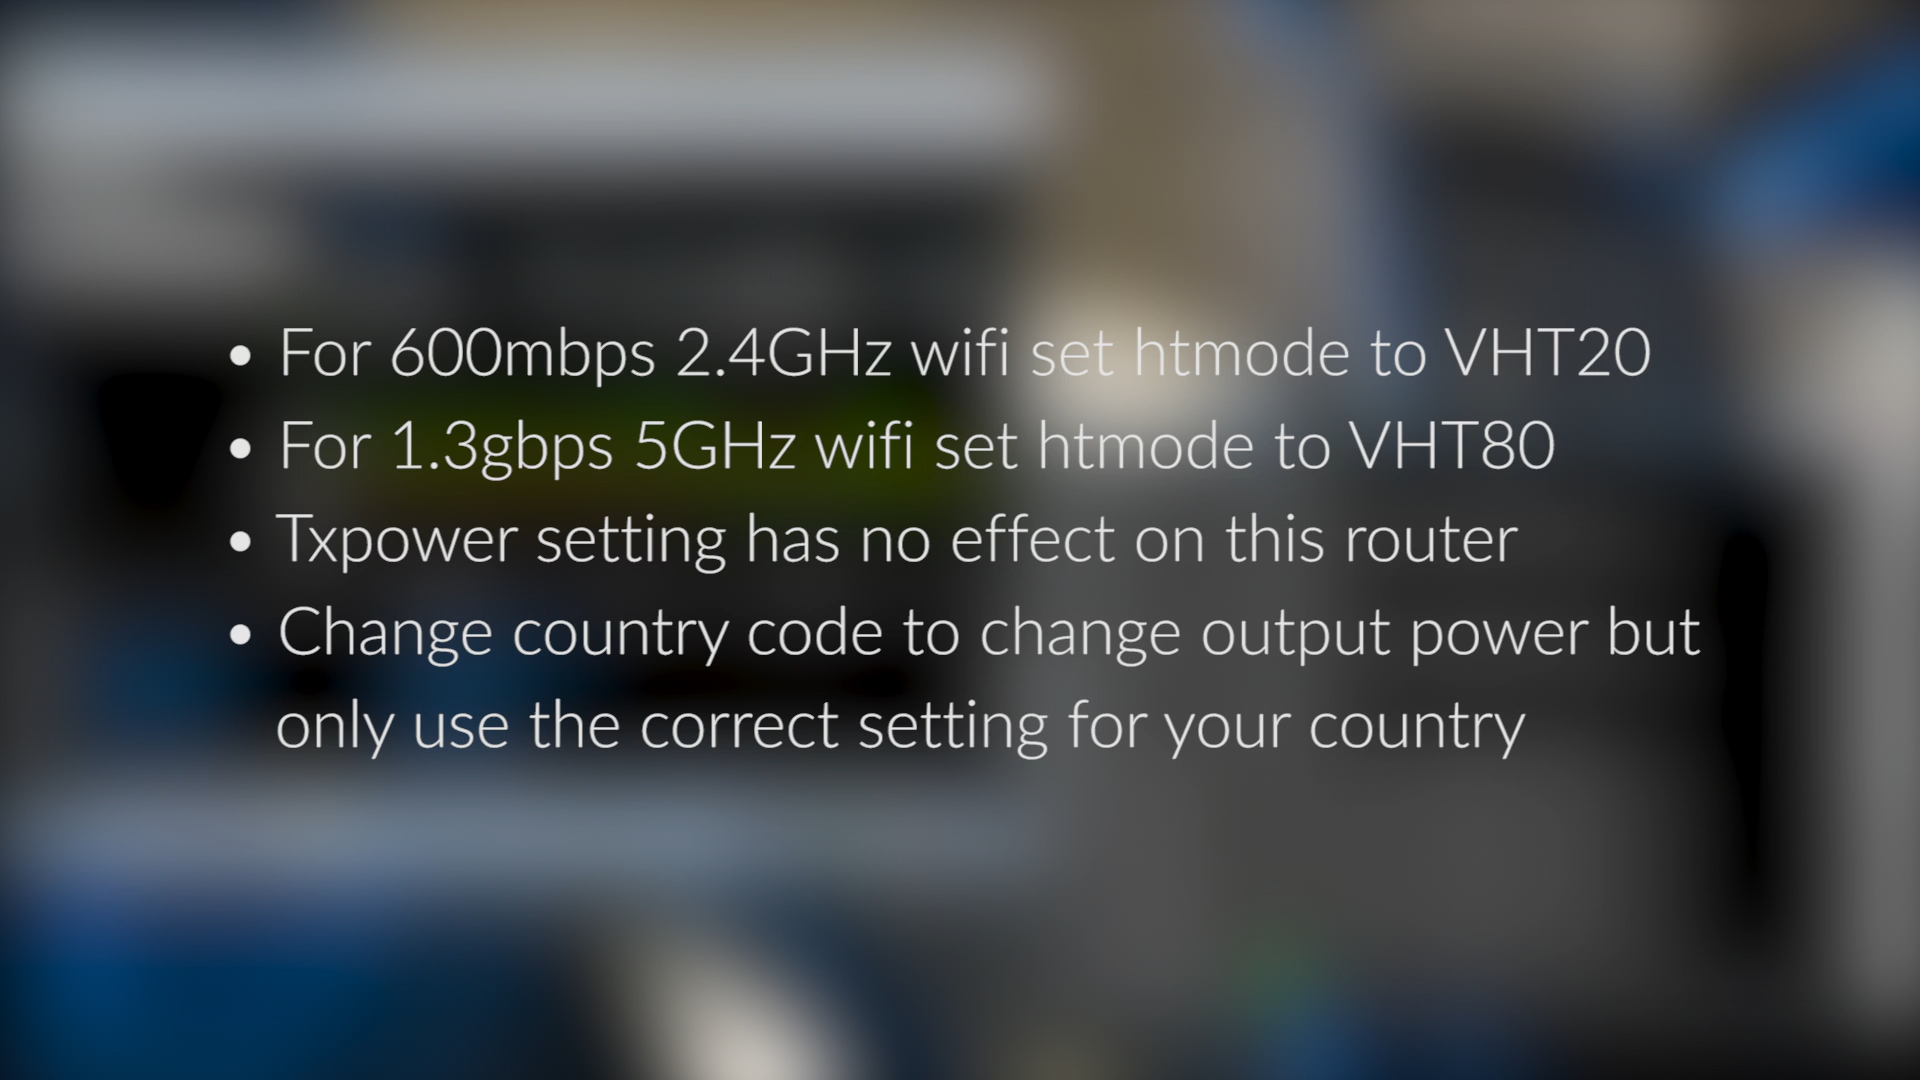 • For 600mbps 2.4GHz wifi set htmode to VHT20
• For 1.3gbps 5GHz wifi set htmode to VHT80
• Txpower setting has no effect on this router
• Change country code to change output power but
only use the correct setting for your country